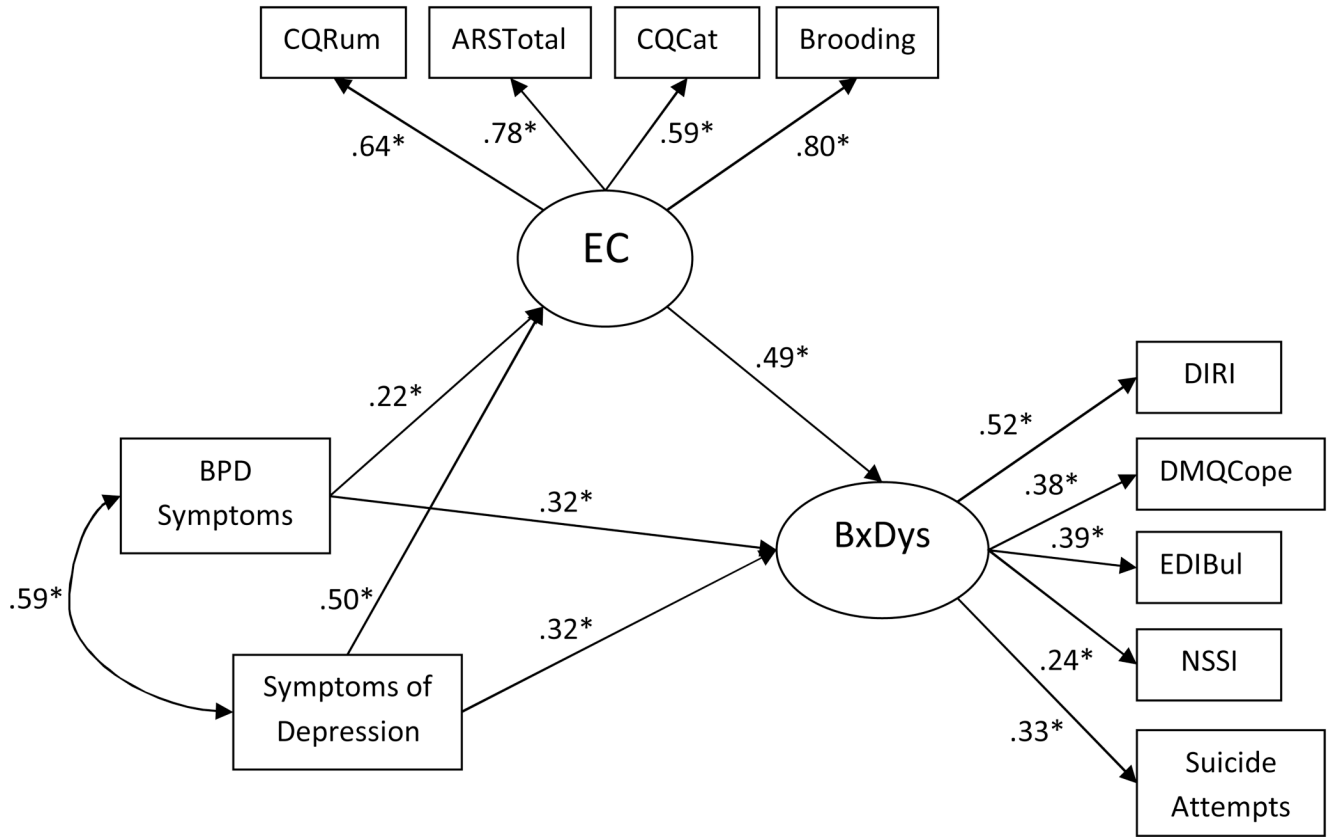 CQRum
ARSTotal
CQCat
Brooding
.64*
.78*
.59*
.80*
EC
.49*
.22*
BPD
Symptoms
.32*
.59*
.50*
.32*
Symptoms of
Depression
BxDys
.52*
.38*
.39*
.24*
.33*
DIRI
DMQCope
EDIBul
NSSI
Suicide
Attempts